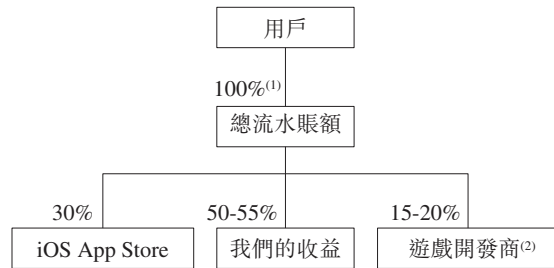 用戶
100%(1)
總流水賬額
30%
50-55%
15-20%
iOS App Store
我們的收益
遊戲開發商(2)